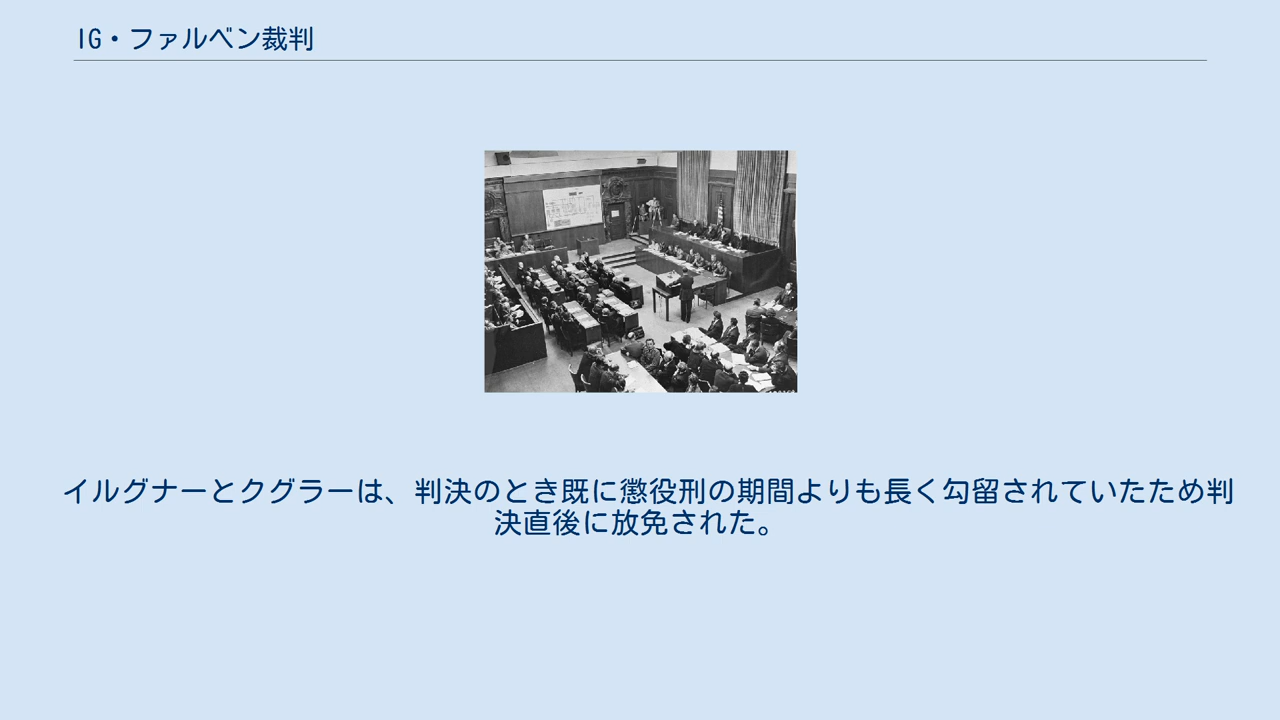 IG・ファルベン裁判
イルグナーとクグラーは、判決のとき既に懲役刑の期間よりも長く勾留されていたため判
決直後に放免された。